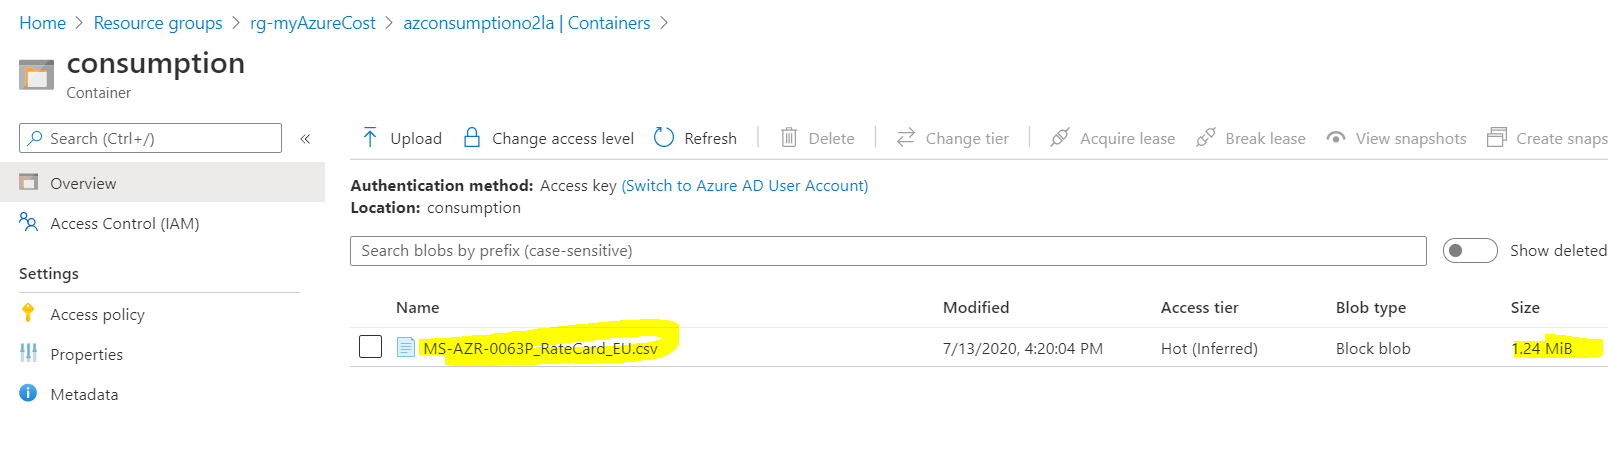 Home > Resource groups > rg-myAzureCost > azconsumptiono2la | Containers >
consumption
Container
Search (Ctrl+/)
«
Overview
Access Control (IAM)
Settings
Access policy
Properties
Metadata
Upload Change access level Refresh Delete Change tier Acquire lease Break lease View snapshots Create snaps
Authentication method: Access key (Switch to Azure AD User Account)
Location: consumption
Search blobs by prefix (case-sensitive)
Show deleted
Name Modified Access tier Blob type Size
MS-AZR-0063P_RateCard_EU.csv 7/13/2020, 4:20:04 PM Hot (Inferred) Block blob 1.24 MiB